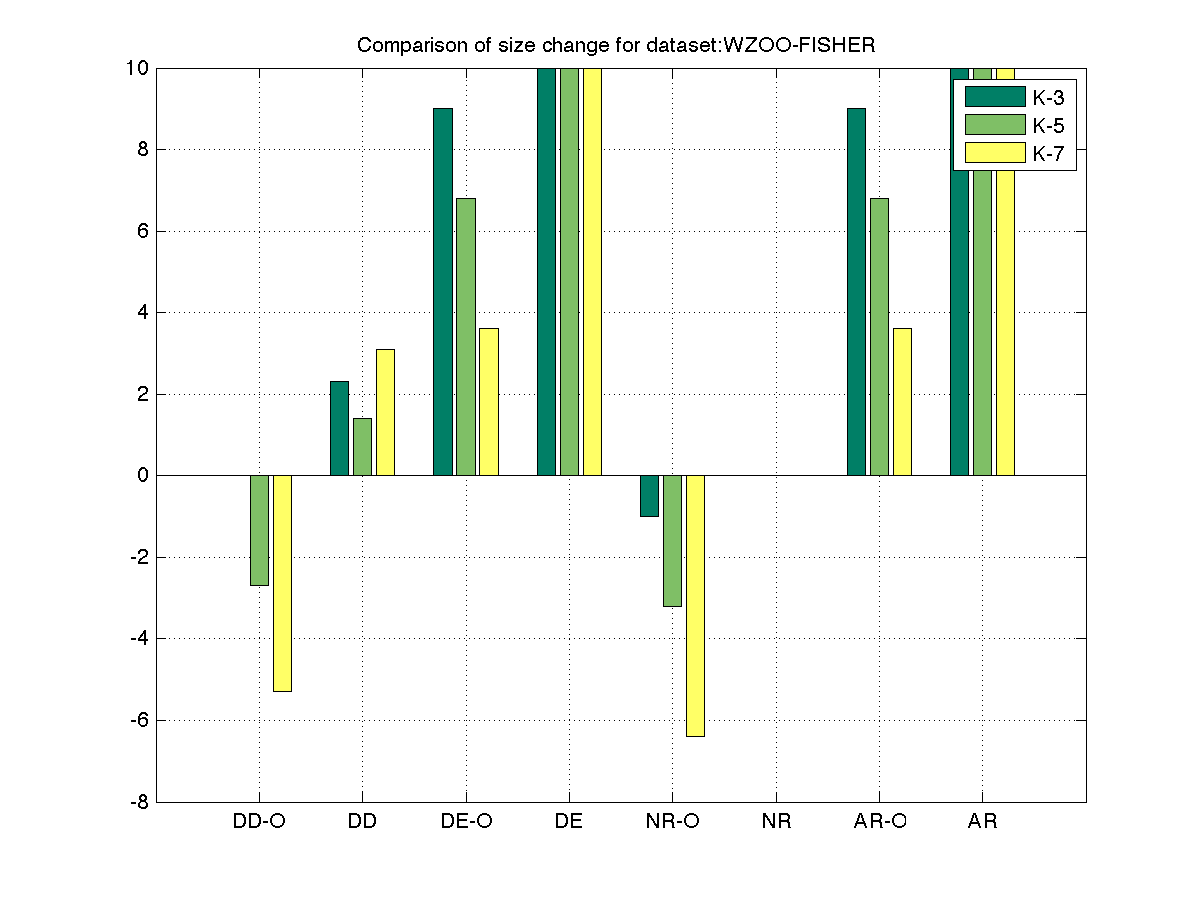 Comparison of size change for dataset:WZOO-FISHER
10
8
6
4
2
0
-2
-4
-6
-8
K-3
K-5
K-7
DD-O DD DE-O DE NR-O NR AR-O AR